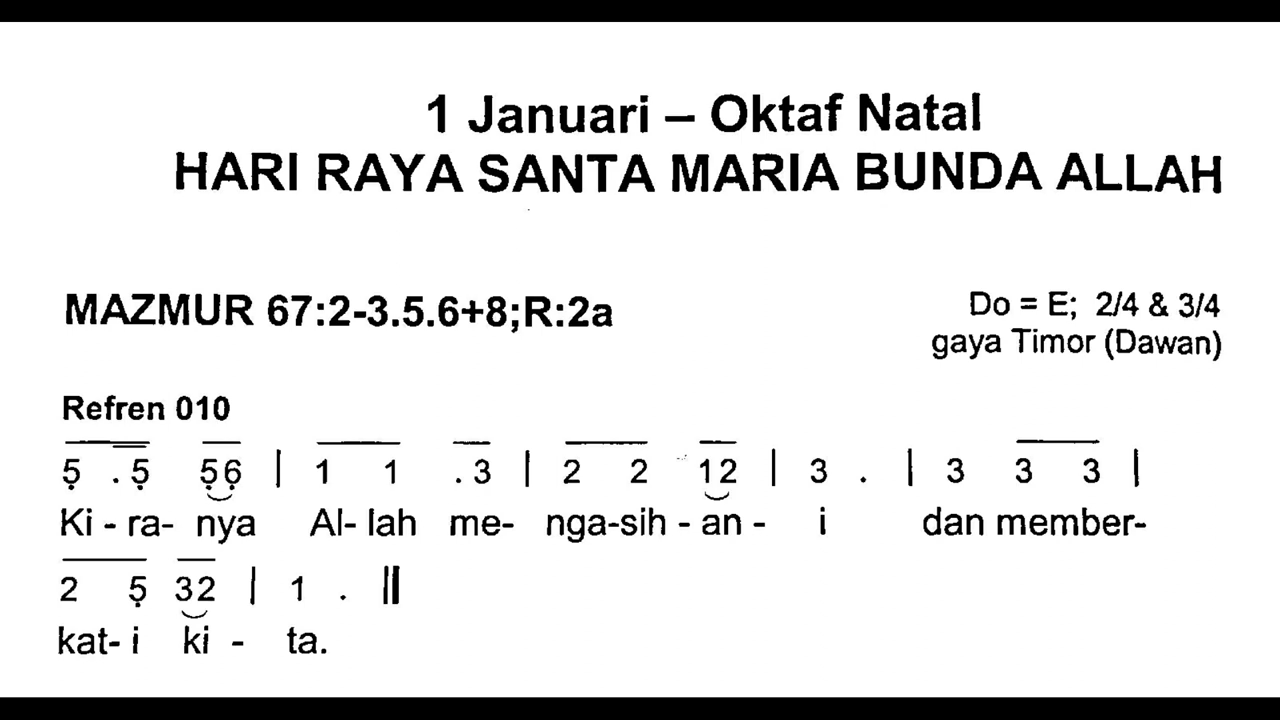 1 Januari – Oktaf Natal
HARI RAYA SANTA MARIA BUNDA ALLAH
MAZMUR 67:2-3.5.6+8;R:2a
Do = E; 2/4 & 3/4
gaya Timor (Dawan)
Refren 010
5̣ . 5̣ 5̣6̣ | 1 1 . 3 | 2 2 12 | 3 . | 3 3 3 |
Ki - ra- nya Al- lah me- nga-sih - an - i dan member-
2 5̣ 32 | 1 . ‖
kat- i ki - ta.